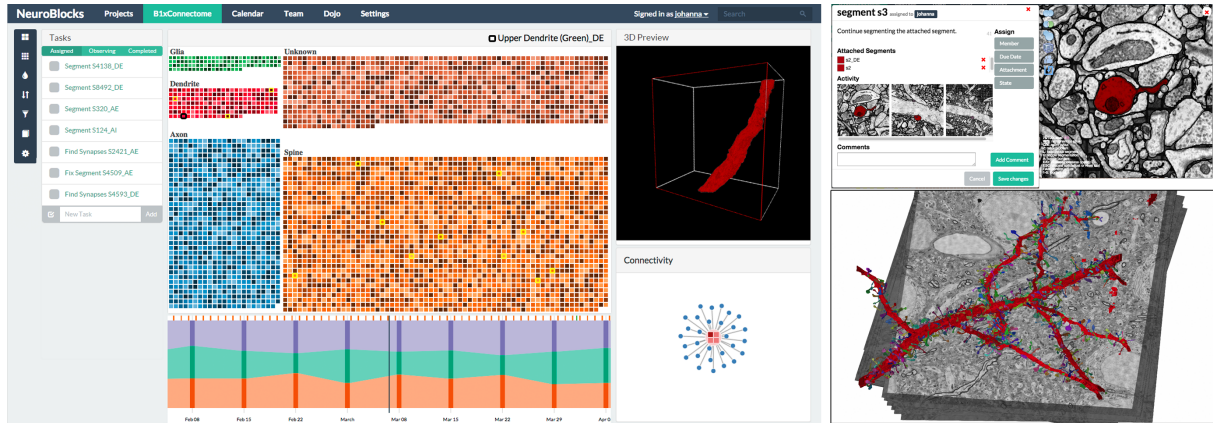 NeuroBlocks Projects B1xConnectome Calendar Team Dojo Settings Signed in as johanna Search
Tasks
Assigned Observing Completed
Segment S4138_DE
Segment S8492_DE
Segment S320_AE
Segment S124_AI
Find Synapses S2421_AE
Fix Segment S4509_AE
Find Synapses S4593_DE
New Task Add
Upper Dendrite (Green)_DE
Glia
Unknown
Dendrite
Axon
Spine
Feb 08 Feb 15 Feb 22 March Mar 08 Mar 15 Mar 22 Mar 29 Apr 0
3D Preview
Connectivity
segment s3 assigned to johanna
Continue segmenting the attached segment.
Assign
Member
Due Date
Attachment
State
Attached Segments
s2_DE
s2
Activity
Comments
Add Comment
Cancel Save changes